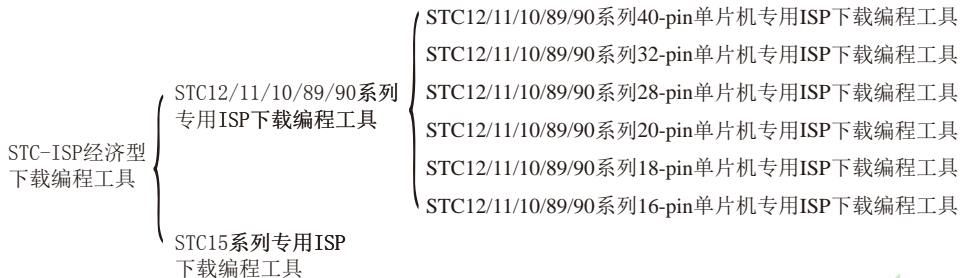 STC-ISP经济型
下载编程工具
STC12/11/10/89/90系列
专用ISP下载编程工具
STC12/11/10/89/90系列40-pin单片机专用ISP下载编程工具
STC12/11/10/89/90系列32-pin单片机专用ISP下载编程工具
STC12/11/10/89/90系列28-pin单片机专用ISP下载编程工具
STC12/11/10/89/90系列20-pin单片机专用ISP下载编程工具
STC12/11/10/89/90系列18-pin单片机专用ISP下载编程工具
STC12/11/10/89/90系列16-pin单片机专用ISP下载编程工具
STC15系列专用ISP
下载编程工具